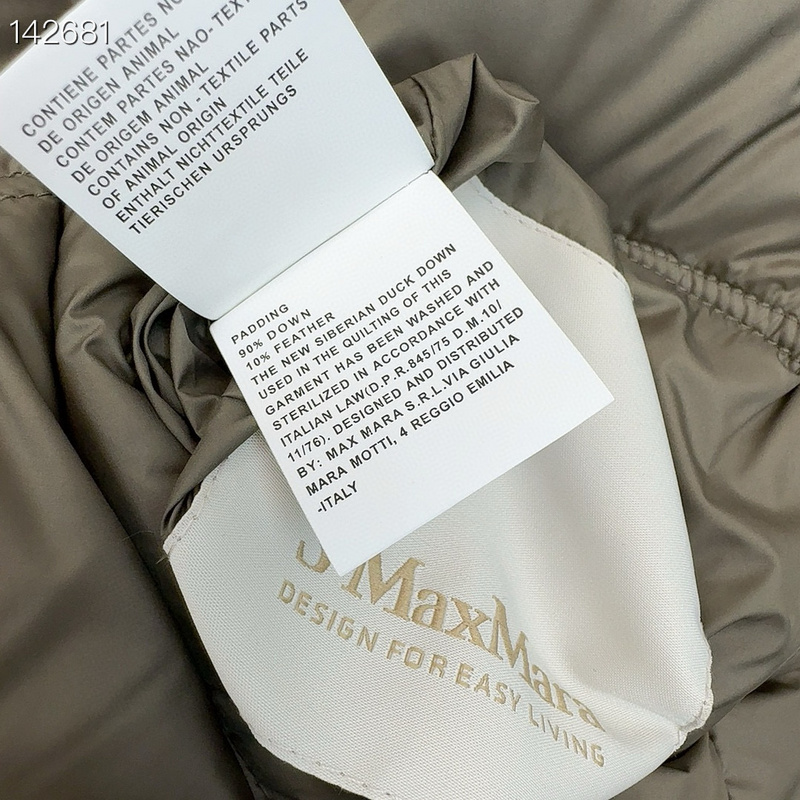 142681
CONTIENE PARTES NO
DE ORIGEN ANIMAL
CONTEM PARTES NAO- TEXT
DE ORIGEM ANIMAL
CONTAINS NON - TEXTILE PARTS
OF ANIMAL ORIGIN
ENTHALT NICHTTEXTILE TEILE
TIERISCHEN URSPRUNGS
PADDING
90% DOWN
10% FEATHER
THE NEW SIBERIAN DUCK DOWN
USED IN THE QUILTING OF THIS
GARMENT HAS BEEN WASHED AND
STERILIZED IN ACCORDANCE WITH
ITALIAN LAW(D.P.R.845/75 D.M.10/
11/76). DESIGNED AND DISTRIBUTED
BY: MAX MARA S.R.L.VIA GIULIA
MARA MOTTI, 4 REGGIO EMILIA
-ITALY
MaxMara
DESIGN FOR EASY LIVING